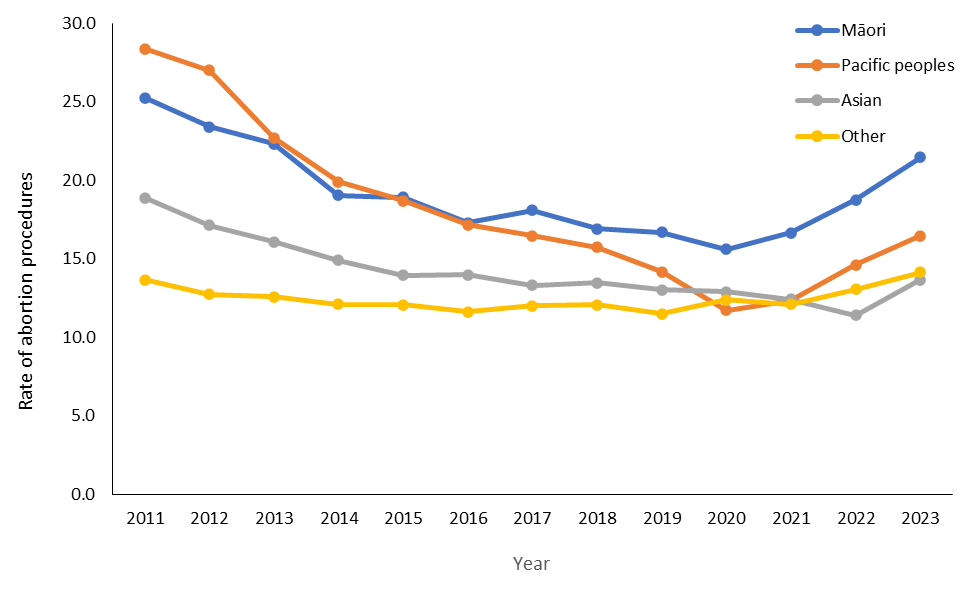 30.0
25.0
20.0
15.0
10.0
5.0
0.0
Rate of abortion procedures
Māori
Pacific peoples
Asian
Other
2011 2012 2013 2014 2015 2016 2017 2018 2019 2020 2021 2022 2023
Year